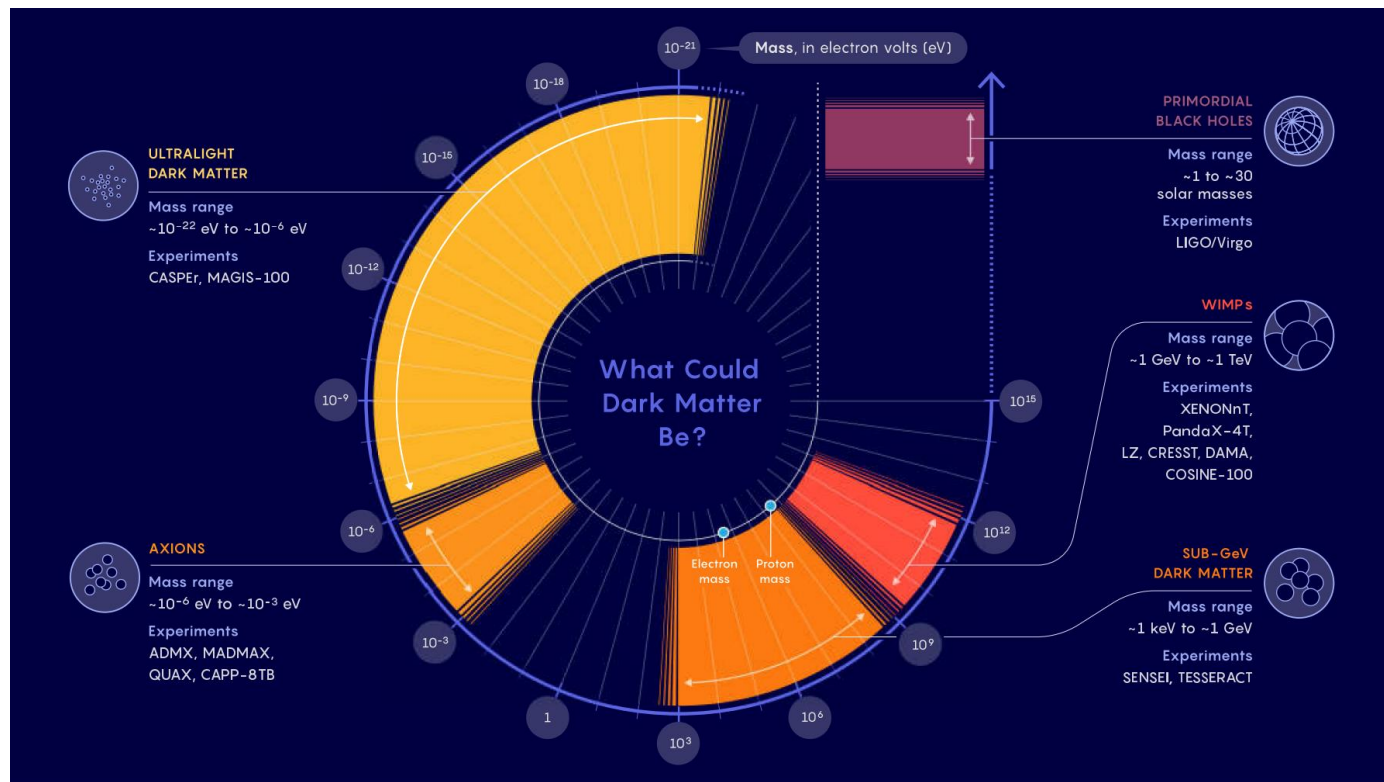 10⁻²¹
Mass, in electron volts (eV)
10⁻¹⁸
10⁻¹⁵
10⁻¹²
10⁻⁹
10⁻⁶
10⁻³
1
10³
10⁶
10⁹
10¹²
10¹⁵
What Could
Dark Matter
Be?
Electron
mass
Proton
mass
ULTRALIGHT
DARK MATTER
Mass range
~10⁻²² eV to ~10⁻⁶ eV
Experiments
CASPEr, MAGIS-100
AXIONS
Mass range
~10⁻⁶ eV to ~10⁻³ eV
Experiments
ADMX, MADMAX,
QUAX, CAPP-8TB
PRIMORDIAL
BLACK HOLES
Mass range
~1 to ~30
solar masses
Experiments
LIGO/Virgo
WIMPs
Mass range
~1 GeV to ~1 TeV
Experiments
XENONnT,
PandaX-4T,
LZ, CRESST, DAMA,
COSINE-100
SUB-GeV
DARK MATTER
Mass range
~1 keV to ~1 GeV
Experiments
SENSEI, TESSERACT